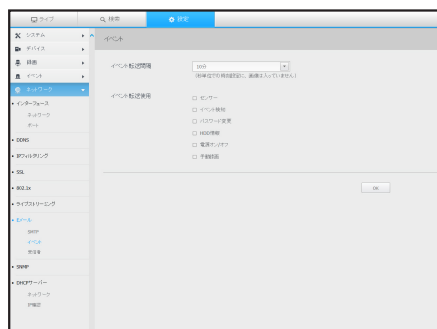 ライブ
検索
設定
システム
デバイス
録画
イベント
ネットワーク
インターフェース
ネットワーク
ポート
DDNS
IPフィルタリング
SSL
802.1x
ライブストリーミング
Eメール
SMTP
イベント
受信者
SNMP
DHCPサーバー
ネットワーク
IP確認
イベント
イベント転送間隔
10分
イベント転送使用
センサー
イベント検知
パスワード変更
HDD情報
電源オン/オフ
手動録画
OK